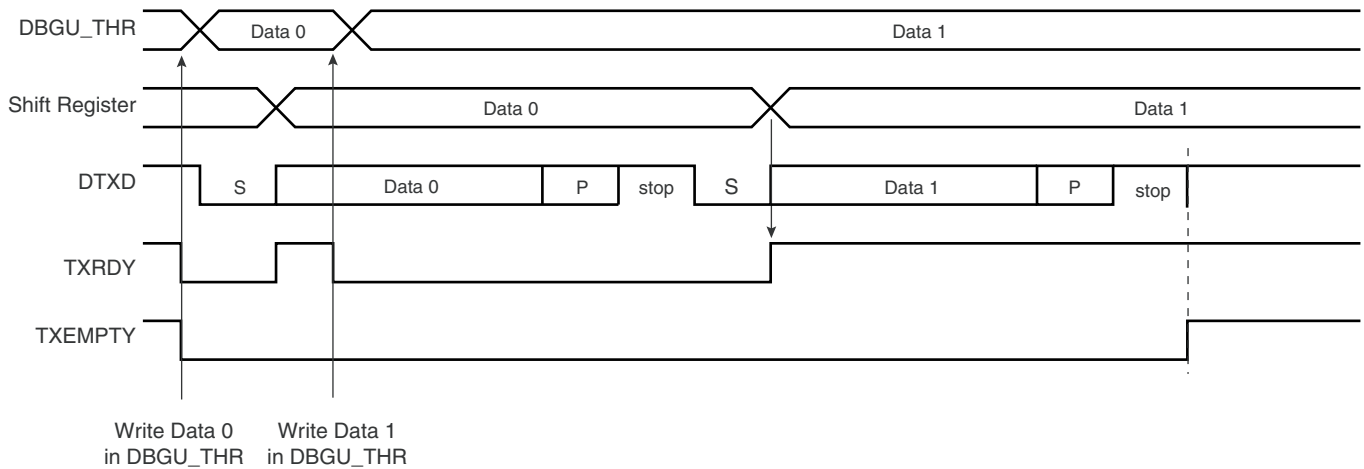 DBGU_THR
Data 0
Data 1
Shift Register
Data 0
Data 1
DTXD
S
Data 0
P
stop
S
Data 1
P
stop
TXRDY
TXEMPTY
Write Data 0
in DBGU_THR
Write Data 1
in DBGU_THR